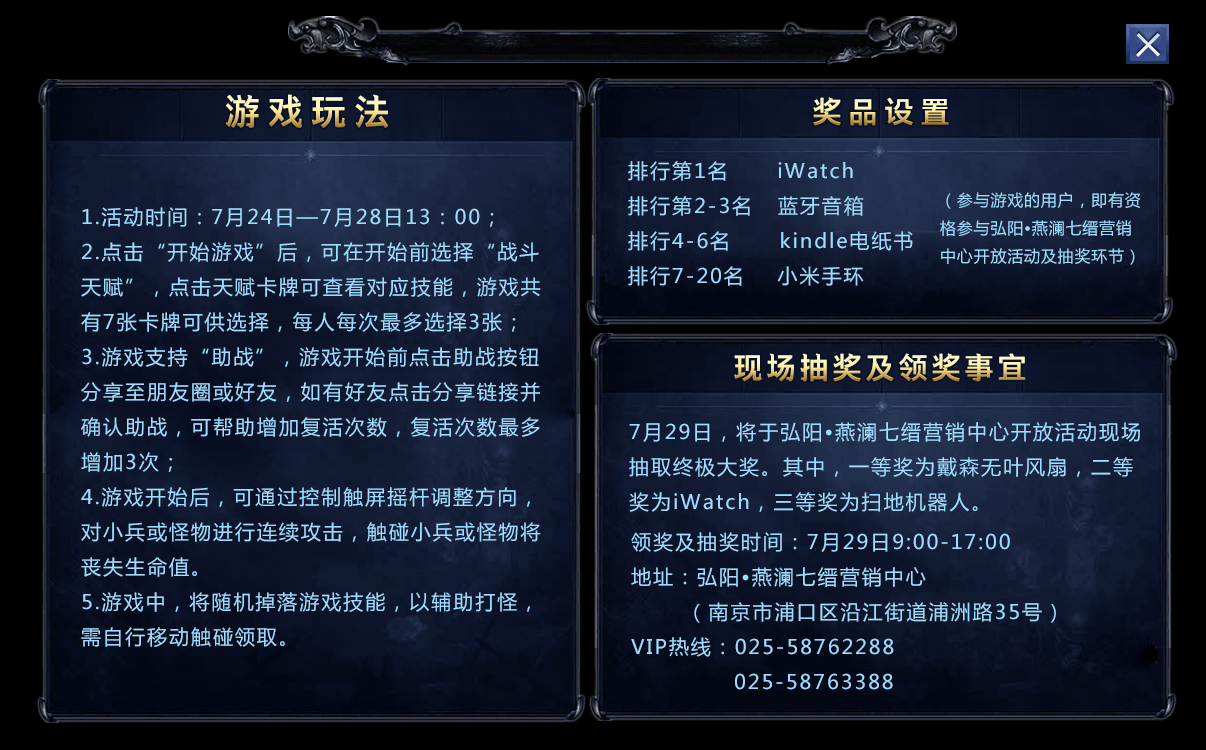 游戏玩法
1.活动时间：7月24日—7月28日13：00；
2.点击“开始游戏”后，可在开始前选择“战斗
天赋”，点击天赋卡牌可查看对应技能，游戏共
有7张卡牌可供选择，每人每次最多选择3张；
3.游戏支持“助战”，游戏开始前点击助战按钮
分享至朋友圈或好友，如有好友点击分享链接并
确认助战，可帮助增加复活次数，复活次数最多
增加3次；
4.游戏开始后，可通过控制触屏摇杆调整方向，
对小兵或怪物进行连续攻击，触碰小兵或怪物将
丧失生命值。
5.游戏中，将随机掉落游戏技能，以辅助打怪，
需自行移动触碰领取。
奖品设置
排行第1名 iWatch
排行第2-3名 蓝牙音箱
排行4-6名 kindle电纸书
排行7-20名 小米手环
（参与游戏的用户，即有资
格参与弘阳•燕澜七缙营销
中心开放活动及抽奖环节）
现场抽奖及领奖事宜
7月29日，将于弘阳•燕澜七缙营销中心开放活动现场
抽取终极大奖。其中，一等奖为戴森无叶风扇，二等
奖为iWatch，三等奖为扫地机器人。
领奖及抽奖时间：7月29日9:00-17:00
地址：弘阳•燕澜七缙营销中心
（南京市浦口区沿江街道浦洲路35号）
VIP热线：025-58762288
025-58763388